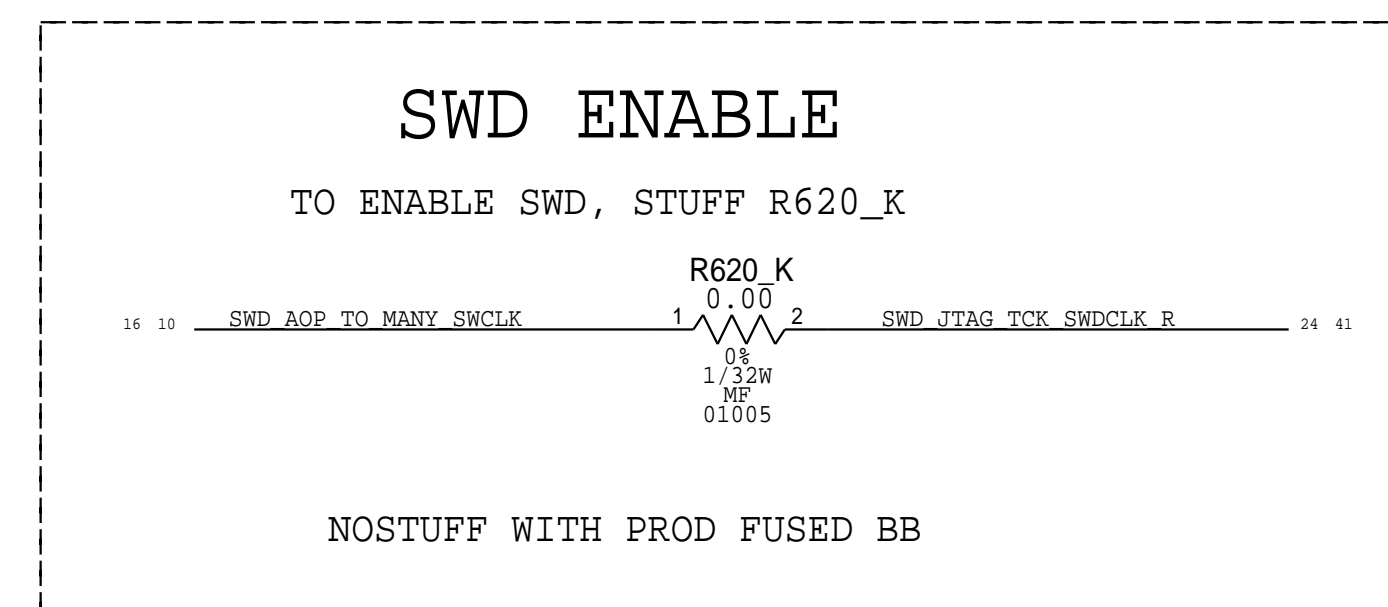 SWD ENABLE
TO ENABLE SWD, STUFF R620_K
R620_K
0.00
16 10 SWD_AOP_TO_MANY_SWCLK 1 2 SWD_JTAG_TCK_SWDCLK_R 24 41
0%
1/32W
MF
01005
NOSTUFF WITH PROD FUSED BB